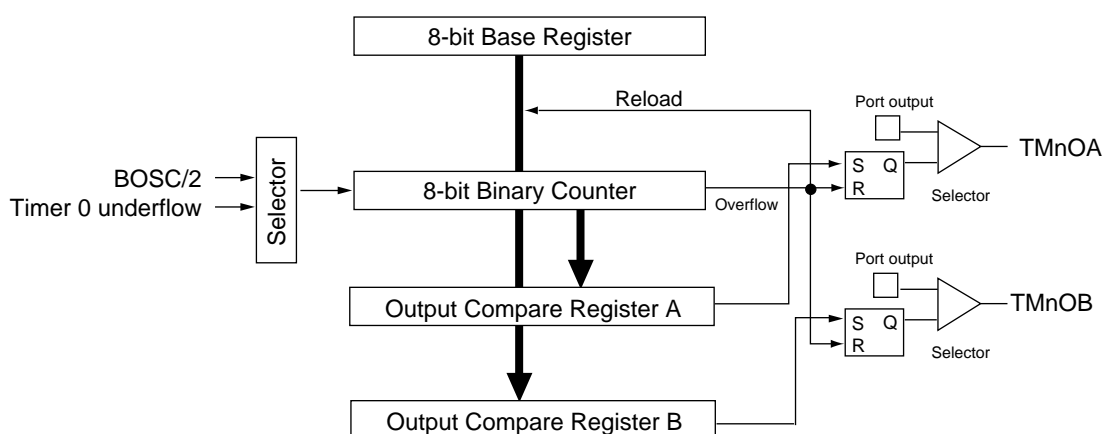 8-bit Base Register
Reload
Port output
TMnOA
S Q
R
Selector
BOSC/2
Timer 0 underflow
Selector
8-bit Binary Counter
Overflow
Port output
TMnOB
S Q
R
Selector
Output Compare Register A
Output Compare Register B